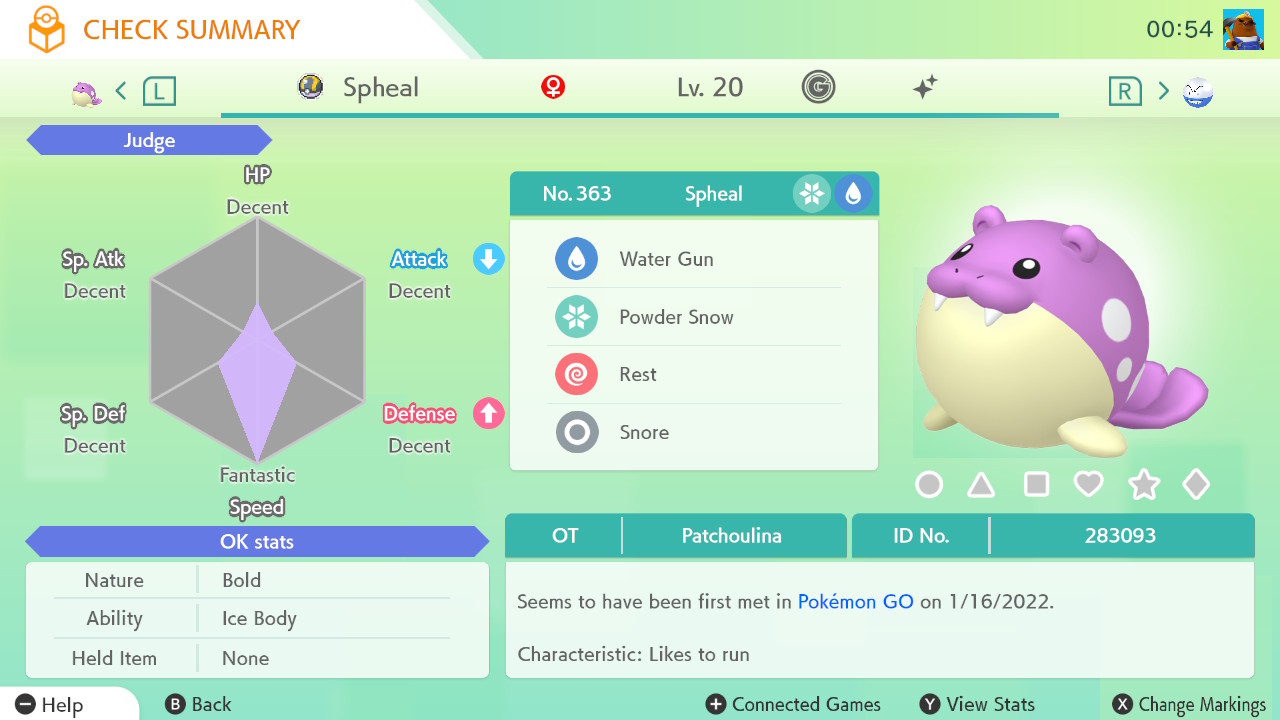 CHECK SUMMARY
00:54
L
Spheal
Lv. 20
G
R
Judge
HP
Decent
Sp. Atk
Decent
Attack
Decent
Sp. Def
Decent
Defense
Decent
Fantastic
Speed
OK stats
Nature Bold
Ability Ice Body
Held Item None
No. 363 Spheal
Water Gun
Powder Snow
Rest
Snore
OT Patchoulina ID No. 283093
Seems to have been first met in Pokémon GO on 1/16/2022.
Characteristic: Likes to run
Help
B Back
Connected Games
Y View Stats
X Change Markings